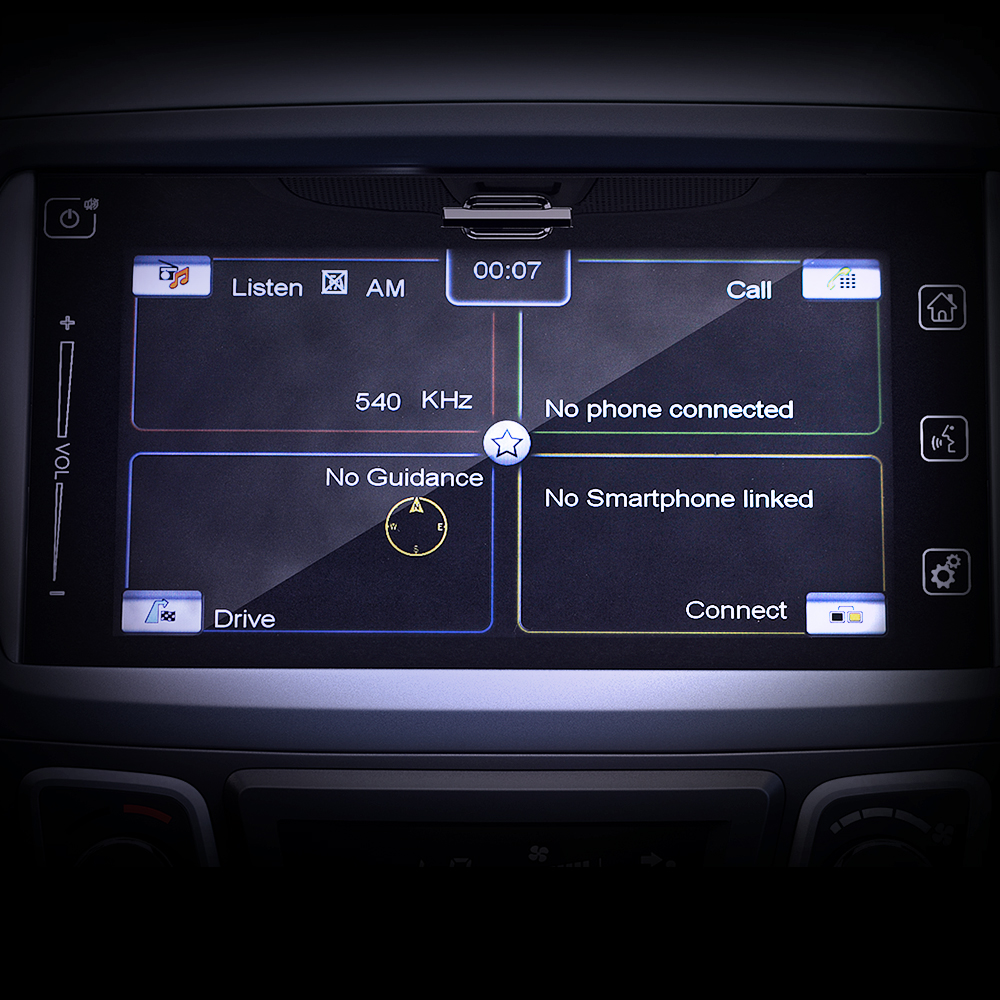 00:07
Listen AM
540 KHz
Call
No phone connected
VOL
No Guidance
N
W E
S
Drive
No Smartphone linked
Connect